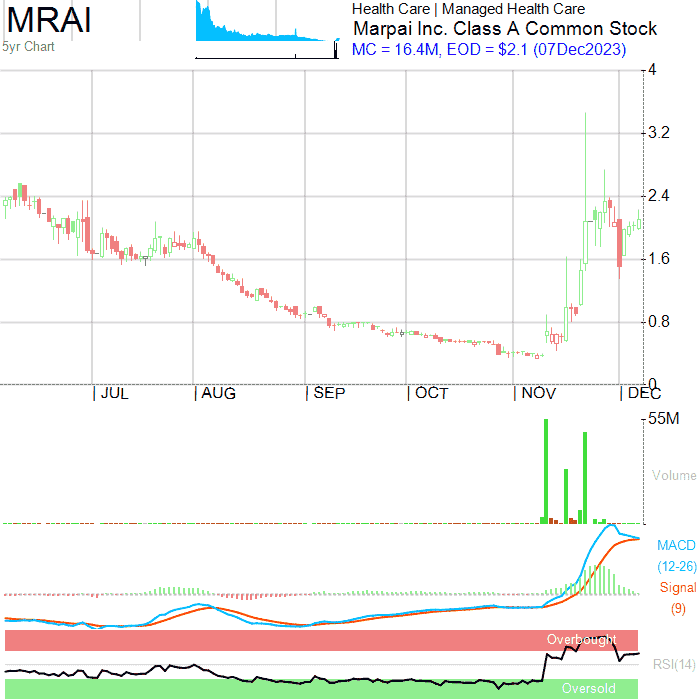 MRAI
5yr Chart
Health Care | Managed Health Care
Marpai Inc. Class A Common Stock
MC = 16.4M, EOD = $2.1 (07Dec2023)
4
3.2
2.4
1.6
0.8
0
| JUL | AUG | SEP | OCT | NOV | DEC
55M
Volume
MACD
(12-26)
Signal
(9)
Overbought
RSI(14)
Oversold